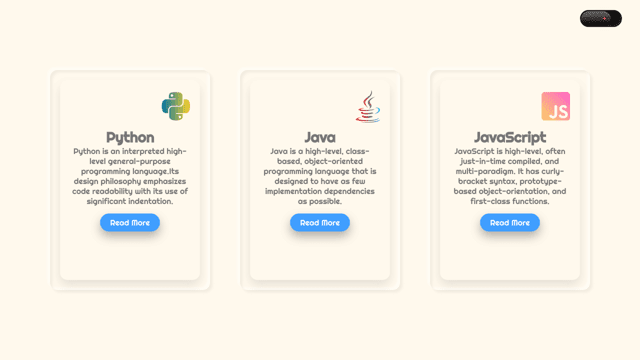 JS
Python
Python is an interpreted high-
level general-purpose
programming language.Its
design philosophy emphasizes
code readability with its use of
significant indentation.
Read More
Java
Java is a high-level, class-
based, object-oriented
programming language that is
designed to have as few
implementation dependencies
as possible.
Read More
JavaScript
JavaScript is high-level, often
just-in-time compiled, and
multi-paradigm. It has curly-
bracket syntax, prototype-
based object-orientation, and
first-class functions.
Read More